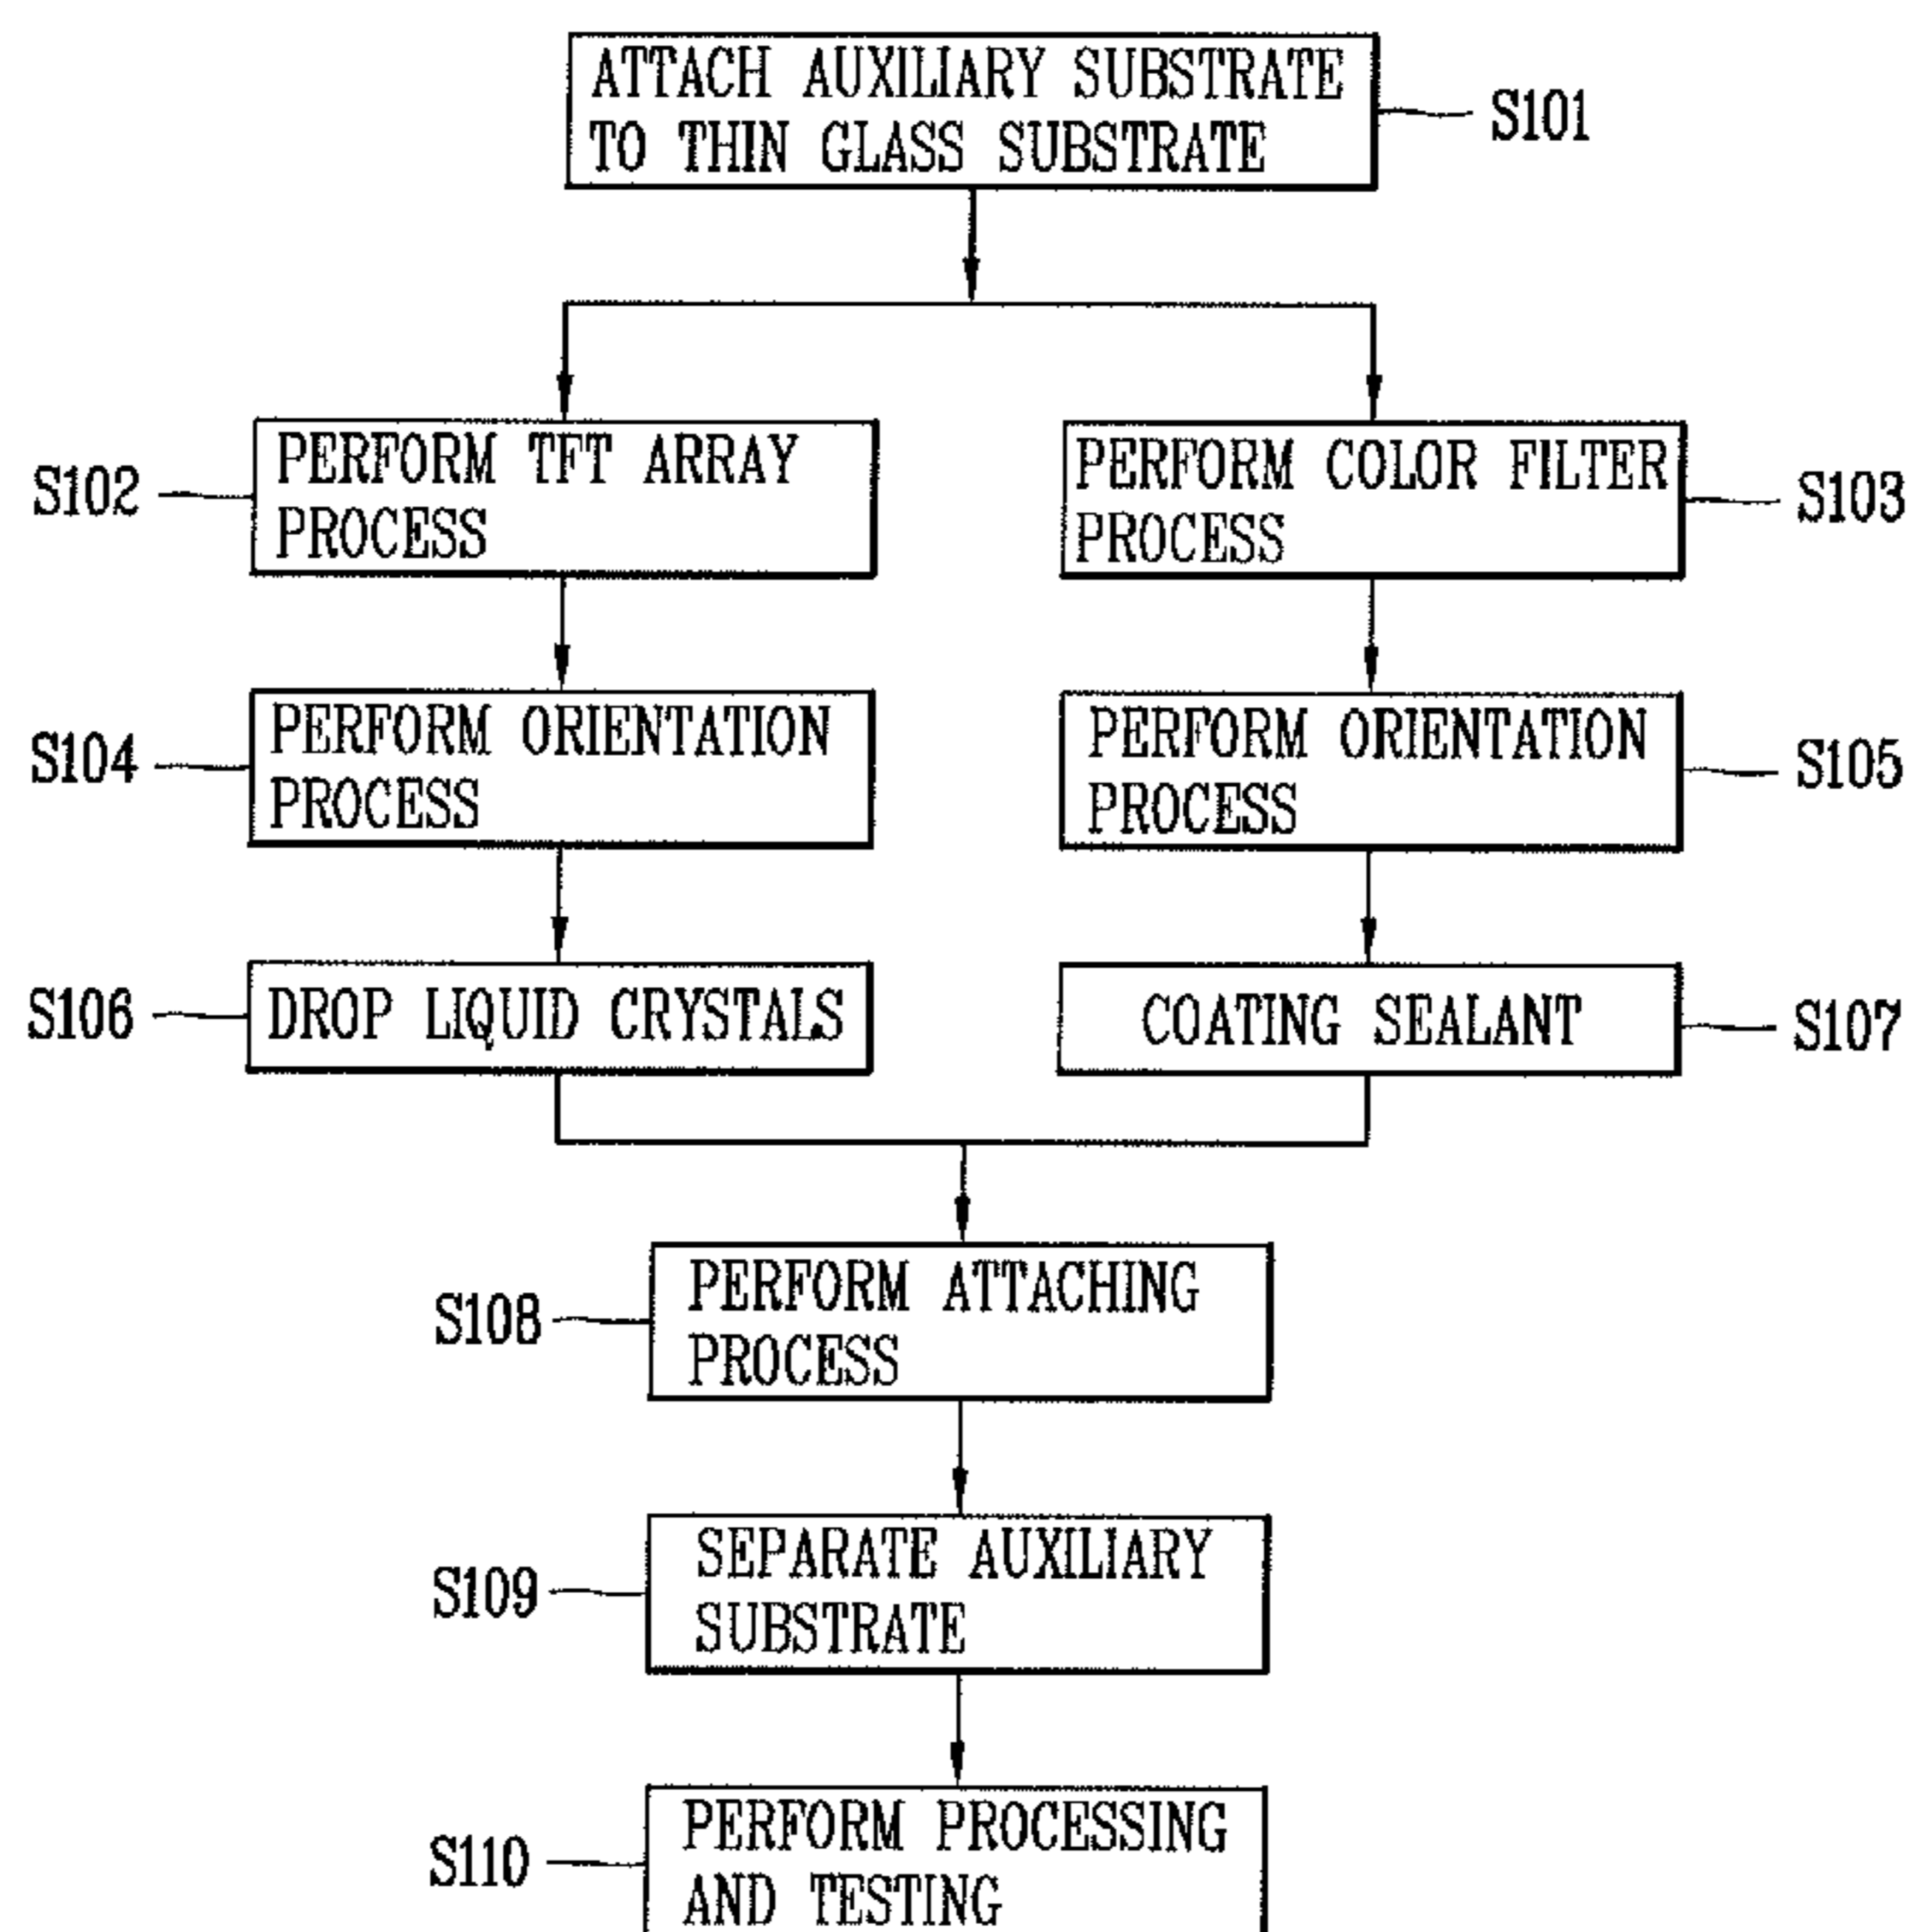 ATTACH AUXILIARY SUBSTRATE
TO THIN GLASS SUBSTRATE
S101
PERFORM TFT ARRAY
PROCESS
S102
PERFORM COLOR FILTER
PROCESS
S103
PERFORM ORIENTATION
PROCESS
S104
PERFORM ORIENTATION
PROCESS
S105
DROP LIQUID CRYSTALS
S106
COATING SEALANT
S107
PERFORM ATTACHING
PROCESS
S108
SEPARATE AUXILIARY
SUBSTRATE
S109
PERFORM PROCESSING
AND TESTING
S110